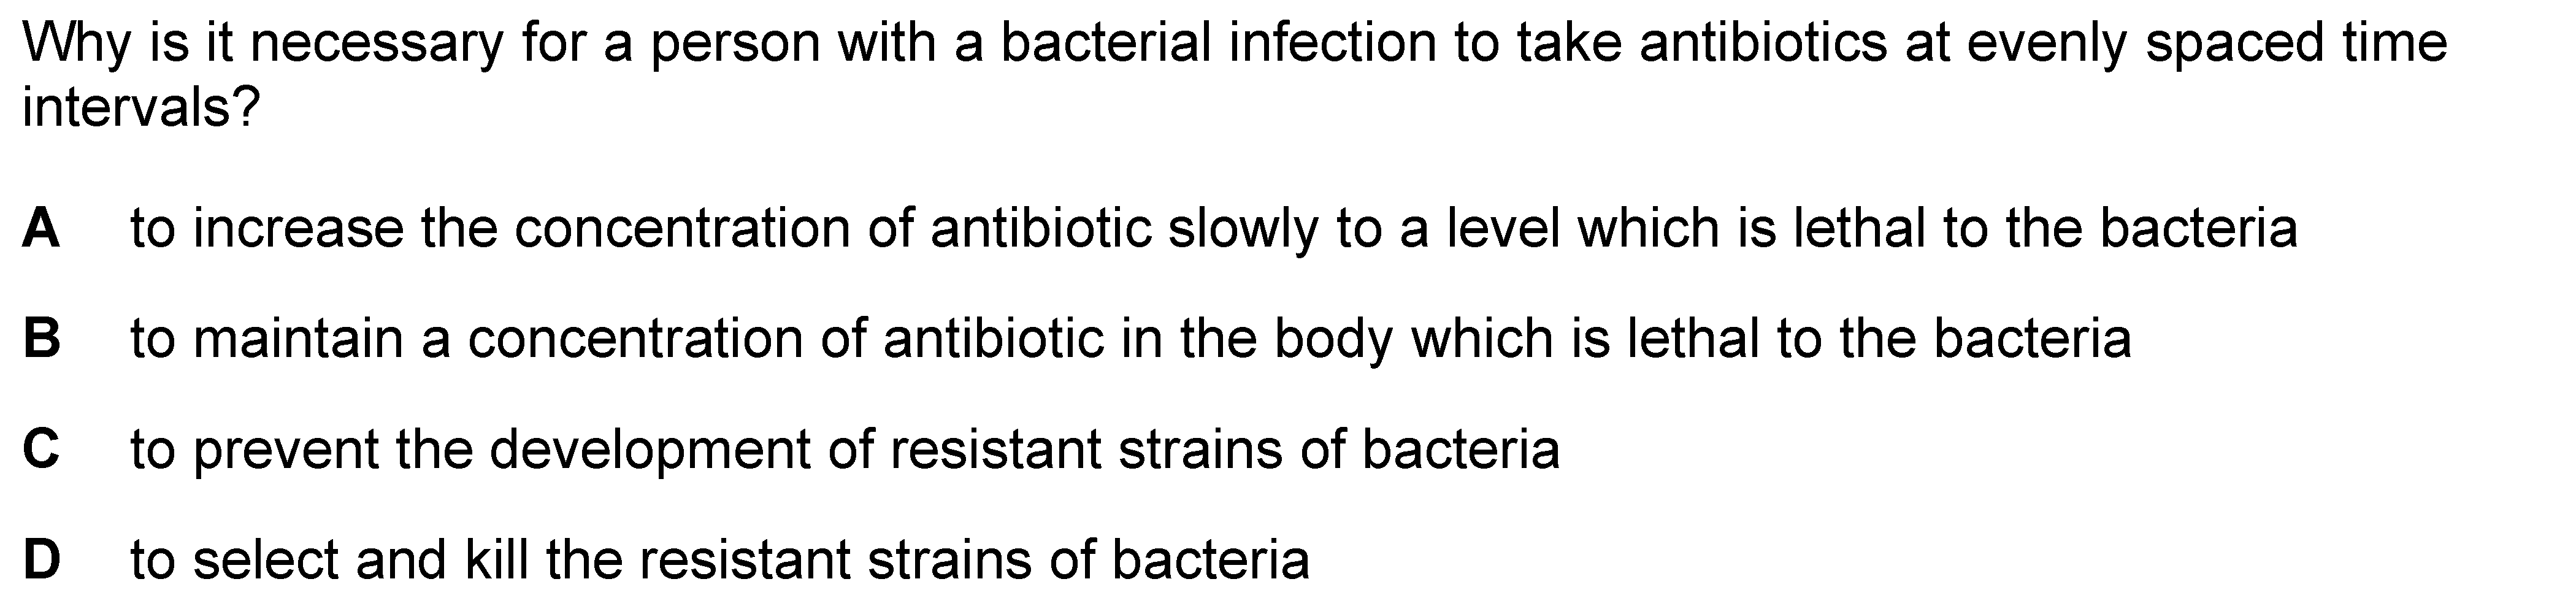 Why is it necessary for a person with a bacterial infection to take antibiotics at evenly spaced time
intervals?
A to increase the concentration of antibiotic slowly to a level which is lethal to the bacteria
B to maintain a concentration of antibiotic in the body which is lethal to the bacteria
C to prevent the development of resistant strains of bacteria
D to select and kill the resistant strains of bacteria